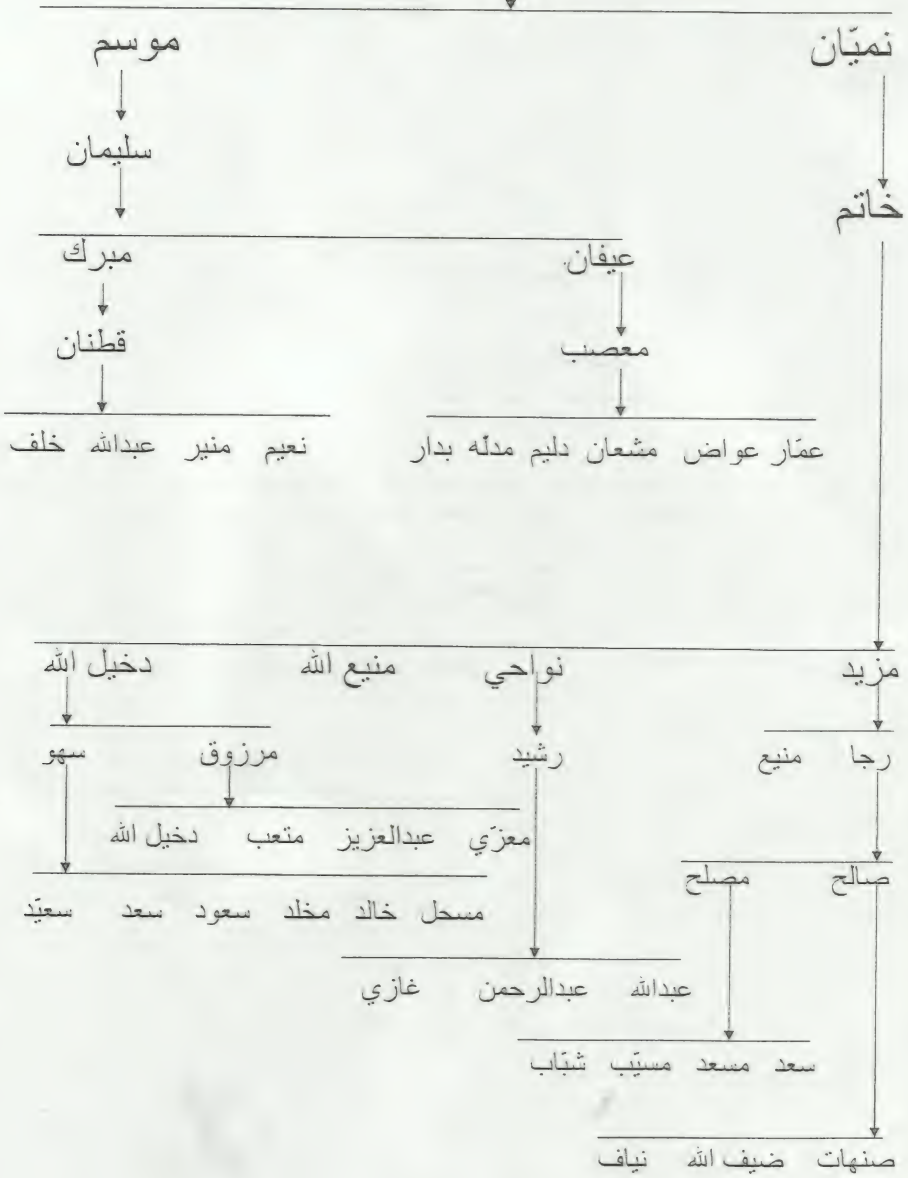 نميّان موسم
سليمان
خاتم
عيفان مبرك
قطنان
معصب
عمّار عواض مشعان دليم مدلّه بدار نعيم منير عبدالله خلف
مزيد نواحي منيع الله دخيل الله
رجا منيع رشيد مرزوق سهو
معزّي عبدالعزيز متعب دخيل الله
صالح مصلح
مسحل خالد مخلد سعود سعد سعيّد
عبدالله عبدالرحمن غازي
سعد مسعد مسيّب شبّاب
صنهات ضيف الله نياف